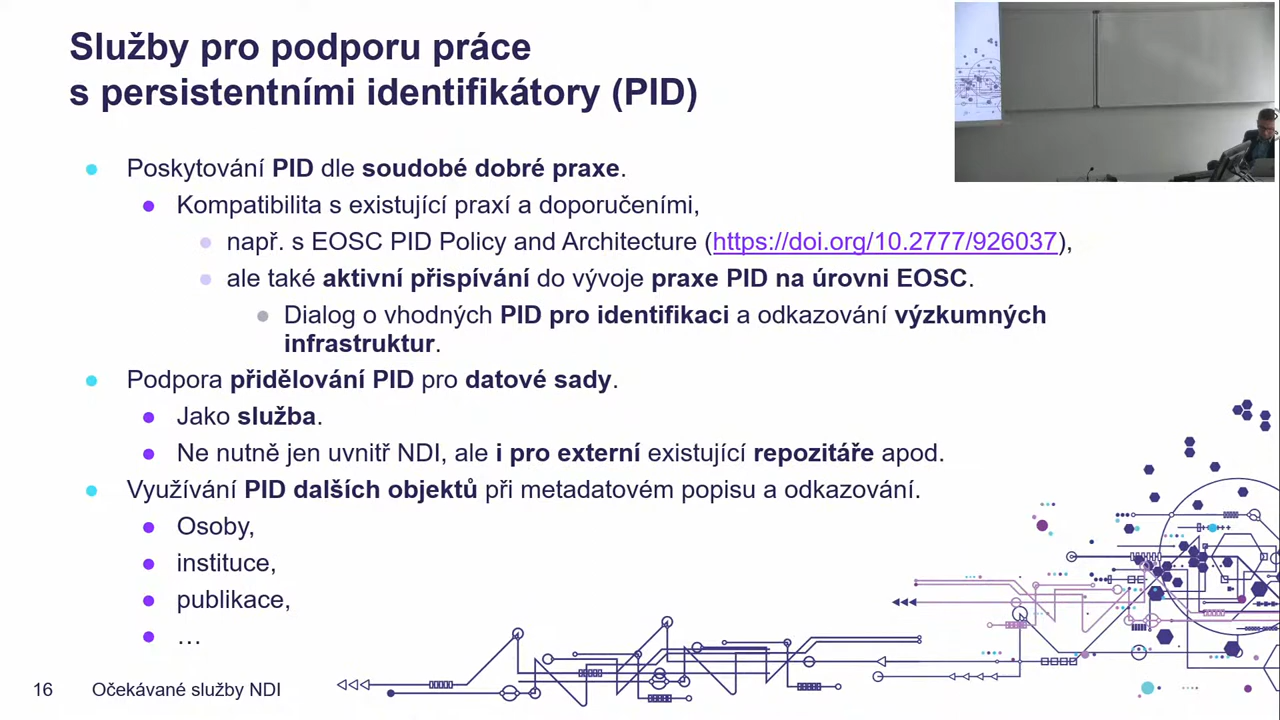 Služby pro podporu práce
s persistentními identifikátory (PID)
Poskytování PID dle soudobé dobré praxe.
Kompatibilita s existující praxí a doporučeními,
např. s EOSC PID Policy and Architecture (https://doi.org/10.2777/926037),
ale také aktivní přispívání do vývoje praxe PID na úrovni EOSC.
Dialog o vhodných PID pro identifikaci a odkazování výzkumných
infrastruktur.
Podpora přidělování PID pro datové sady.
Jako služba.
Ne nutně jen uvnitř NDI, ale i pro externí existující repozitáře apod.
Využívání PID dalších objektů při metadatovém popisu a odkazování.
Osoby,
instituce,
publikace,
…
16 Očekávané služby NDI